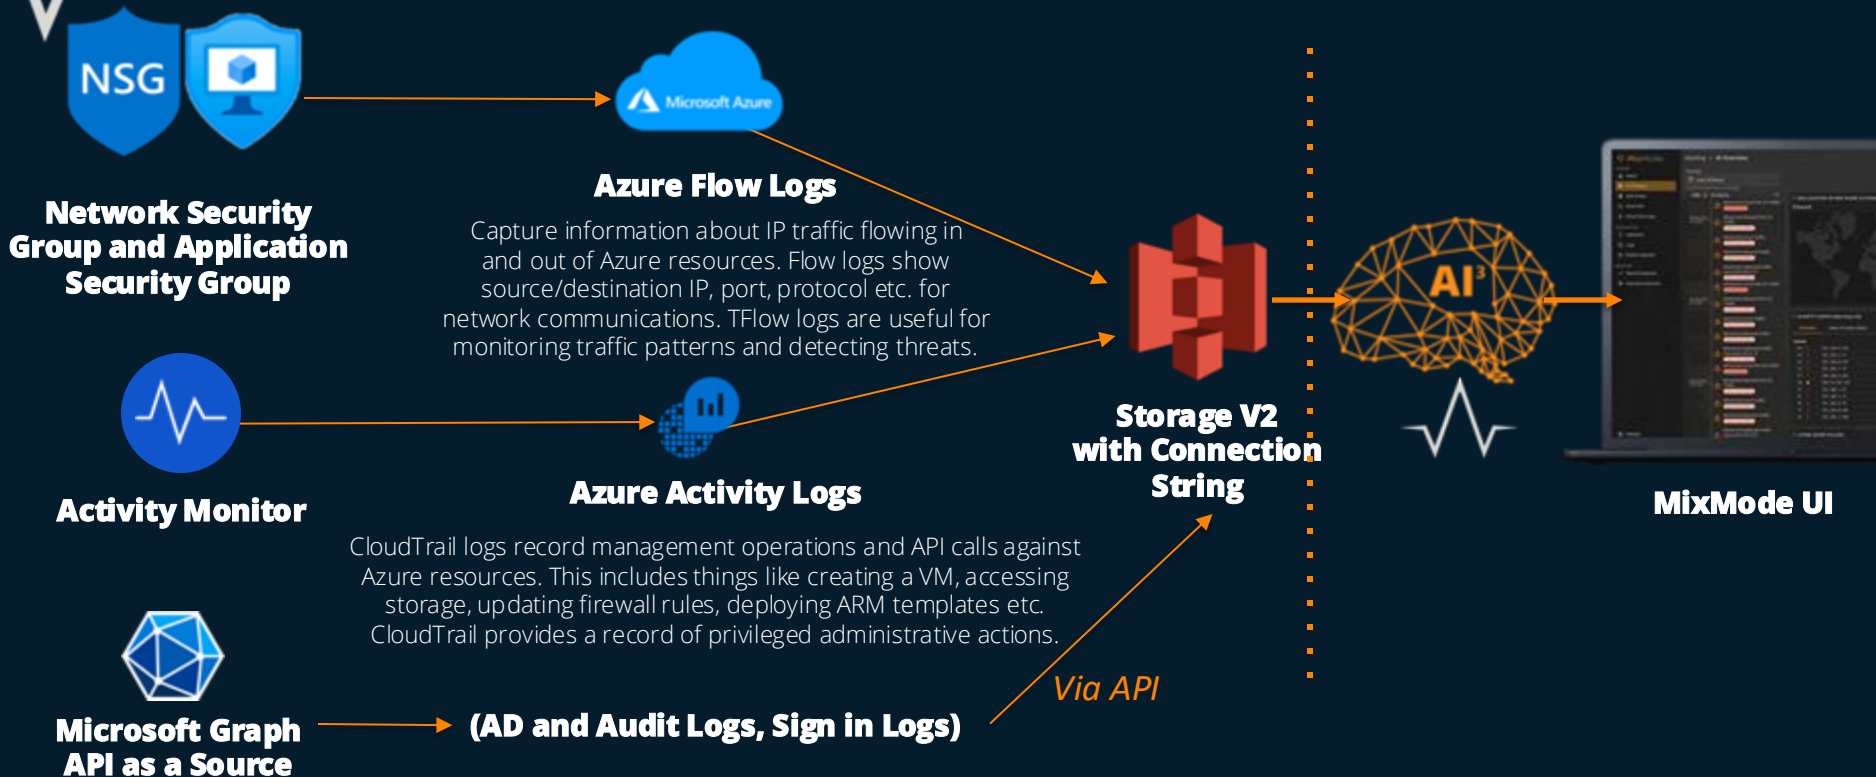 NSG
Microsoft Azure
Network Security
Group and Application
Security Group
Azure Flow Logs
Capture information about IP traffic flowing in
and out of Azure resources. Flow logs show
source/destination IP, port, protocol etc. for
network communications. TFlow logs are useful for
monitoring traffic patterns and detecting threats.
Activity Monitor
Azure Activity Logs
CloudTrail logs record management operations and API calls against
Azure resources. This includes things like creating a VM, accessing
storage, updating firewall rules, deploying ARM templates etc.
CloudTrail provides a record of privileged administrative actions.
Microsoft Graph
API as a Source
(AD and Audit Logs, Sign in Logs)
Via API
Storage V2
with Connection
String
AI³
MixMode UI